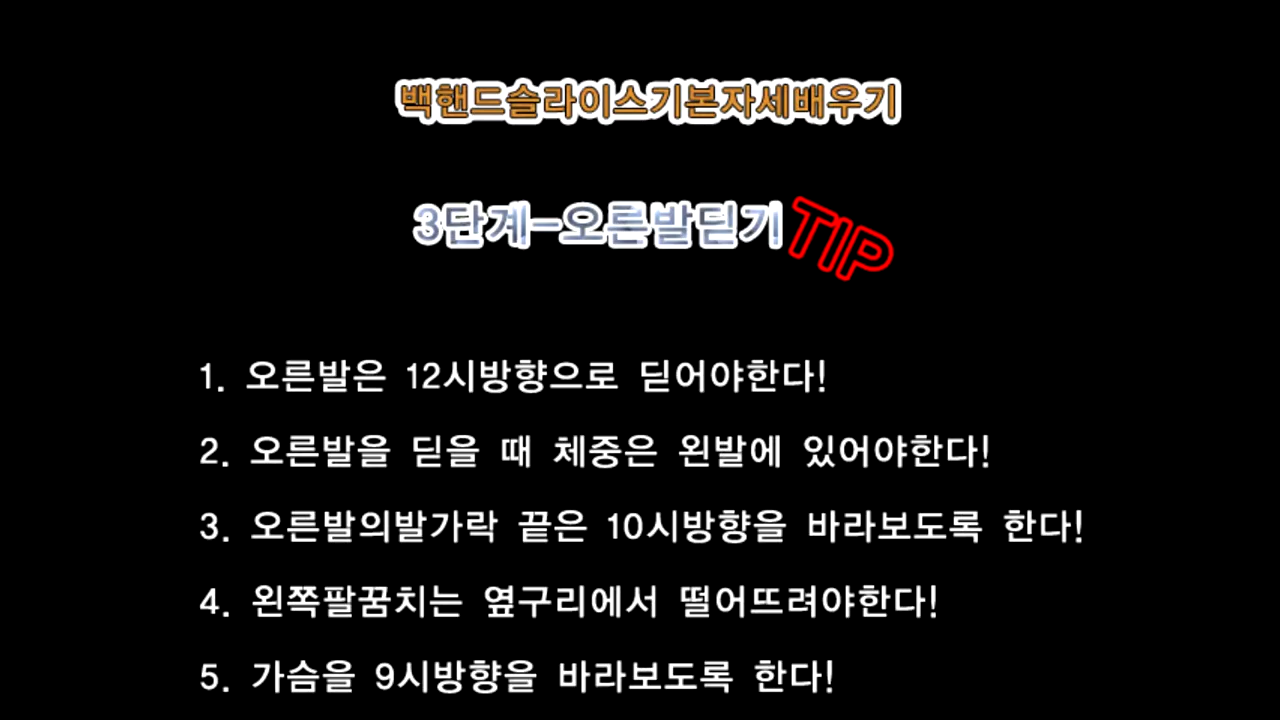 백핸드슬라이스기본자세배우기
3단계-오른발딛기 TIP
1. 오른발은 12시방향으로 딛어야한다!
2. 오른발을 딛을 때 체중은 왼발에 있어야한다!
3. 오른발의발가락 끝은 10시방향을 바라보도록 한다!
4. 왼쪽팔꿈치는 옆구리에서 떨어뜨려야한다!
5. 가슴을 9시방향을 바라보도록 한다!